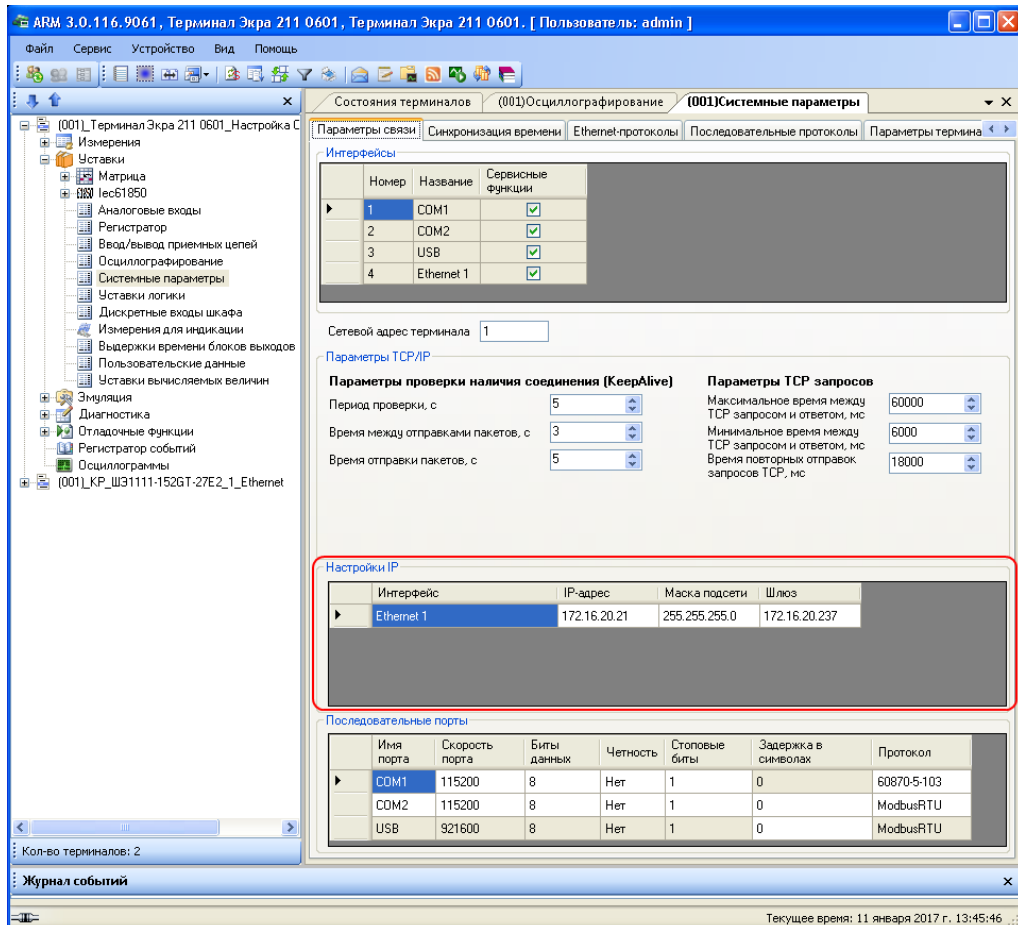 ARM 3.0.116.9061, Терминал Экра 211 0601, Терминал Экра 211 0601. [ Пользователь: admin ]
Файл Сервис Устройство Вид Помощь
Состояния терминалов (001)Осциллографирование (001)Системные параметры
(001)_Терминал Экра 211 0601_Настройка С
Измерения
Уставки
Матрица
Iec61850
Аналоговые входы
Регистратор
Ввод/вывод приемных цепей
Осциллографирование
Системные параметры
Уставки логики
Дискретные входы шкафа
Измерения для индикации
Выдержки времени блоков выходов
Пользовательские данные
Уставки вычисляемых величин
Эмуляция
Диагностика
Отладочные функции
Регистратор событий
Осциллограммы
(001)_КР_ШЭ1111-152GT-27E2_1_Ethernet
Кол-во терминалов: 2
Параметры связи Синхронизация времени Ethernet-протоколы Последовательные протоколы Параметры термина
Интерфейсы
Номер Название Сервисные функции
1 COM1
2 COM2
3 USB
4 Ethernet 1
Сетевой адрес терминала 1
Параметры TCP/IP
Параметры проверки наличия соединения (KeepAlive)
Период проверки, с 5
Время между отправками пакетов, с 3
Время отправки пакетов, с 5
Параметры TCP запросов
Максимальное время между
TCP запросом и ответом, мс 60000
Минимальное время между
TCP запросом и ответом, мс 6000
Время повторных отправок
запросов TCP, мс 18000
Настройки IP
Интерфейс IP-адрес Маска подсети Шлюз
Ethernet 1 172.16.20.21 255.255.255.0 172.16.20.237
Последовательные порты
Имя порта Скорость порта Биты данных Четность Стоповые биты Задержка в символах Протокол
COM1 115200 8 Нет 1 0 60870-5-103
COM2 115200 8 Нет 1 0 ModbusRTU
USB 921600 8 Нет 1 0 ModbusRTU
Журнал событий
Текущее время: 11 января 2017 г. 13:45:46